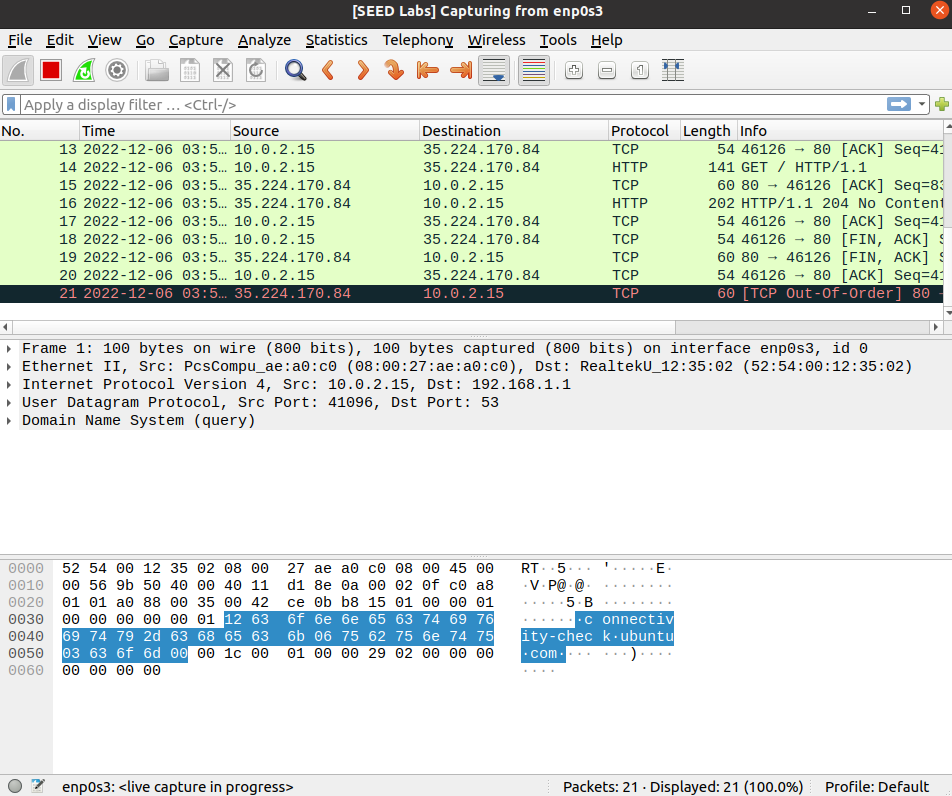 [SEED Labs] Capturing from enp0s3
File Edit View Go Capture Analyze Statistics Telephony Wireless Tools Help
Apply a display filter … <Ctrl-/>
No. Time Source Destination Protocol Length Info
13 2022-12-06 03:5… 10.0.2.15 35.224.170.84 TCP 54 46126 → 80 [ACK] Seq=41
14 2022-12-06 03:5… 10.0.2.15 35.224.170.84 HTTP 141 GET / HTTP/1.1
15 2022-12-06 03:5… 35.224.170.84 10.0.2.15 TCP 60 80 → 46126 [ACK] Seq=83
16 2022-12-06 03:5… 35.224.170.84 10.0.2.15 HTTP 202 HTTP/1.1 204 No Content
17 2022-12-06 03:5… 10.0.2.15 35.224.170.84 TCP 54 46126 → 80 [ACK] Seq=41
18 2022-12-06 03:5… 10.0.2.15 35.224.170.84 TCP 54 46126 → 80 [FIN, ACK] S
19 2022-12-06 03:5… 35.224.170.84 10.0.2.15 TCP 60 80 → 46126 [FIN, ACK] S
20 2022-12-06 03:5… 10.0.2.15 35.224.170.84 TCP 54 46126 → 80 [ACK] Seq=41
21 2022-12-06 03:5… 35.224.170.84 10.0.2.15 TCP 60 [TCP Out-Of-Order] 80
Frame 1: 100 bytes on wire (800 bits), 100 bytes captured (800 bits) on interface enp0s3, id 0
Ethernet II, Src: PcsCompu_ae:a0:c0 (08:00:27:ae:a0:c0), Dst: RealtekU_12:35:02 (52:54:00:12:35:02)
Internet Protocol Version 4, Src: 10.0.2.15, Dst: 192.168.1.1
User Datagram Protocol, Src Port: 41096, Dst Port: 53
Domain Name System (query)
0000 52 54 00 12 35 02 08 00 27 ae a0 c0 08 00 45 00 RT··5··· '·····E·
0010 00 56 9b 50 40 00 40 11 d1 8e 0a 00 02 0f c0 a8 ·V·P@·@· ········
0020 01 01 a0 88 00 35 00 42 ce 0b b8 15 01 00 00 01 ·····5·B ········
0030 00 00 00 00 00 01 12 63 6f 6e 6e 65 63 74 69 76 ·······c onnectiv
0040 69 74 79 2d 63 68 65 63 6b 06 75 62 75 6e 74 75 ity-chec k·ubuntu
0050 03 63 6f 6d 00 00 1c 00 01 00 00 29 02 00 00 00 ·com···· ···)····
0060 00 00 00 00 ····
enp0s3: <live capture in progress> Packets: 21 · Displayed: 21 (100.0%) Profile: Default